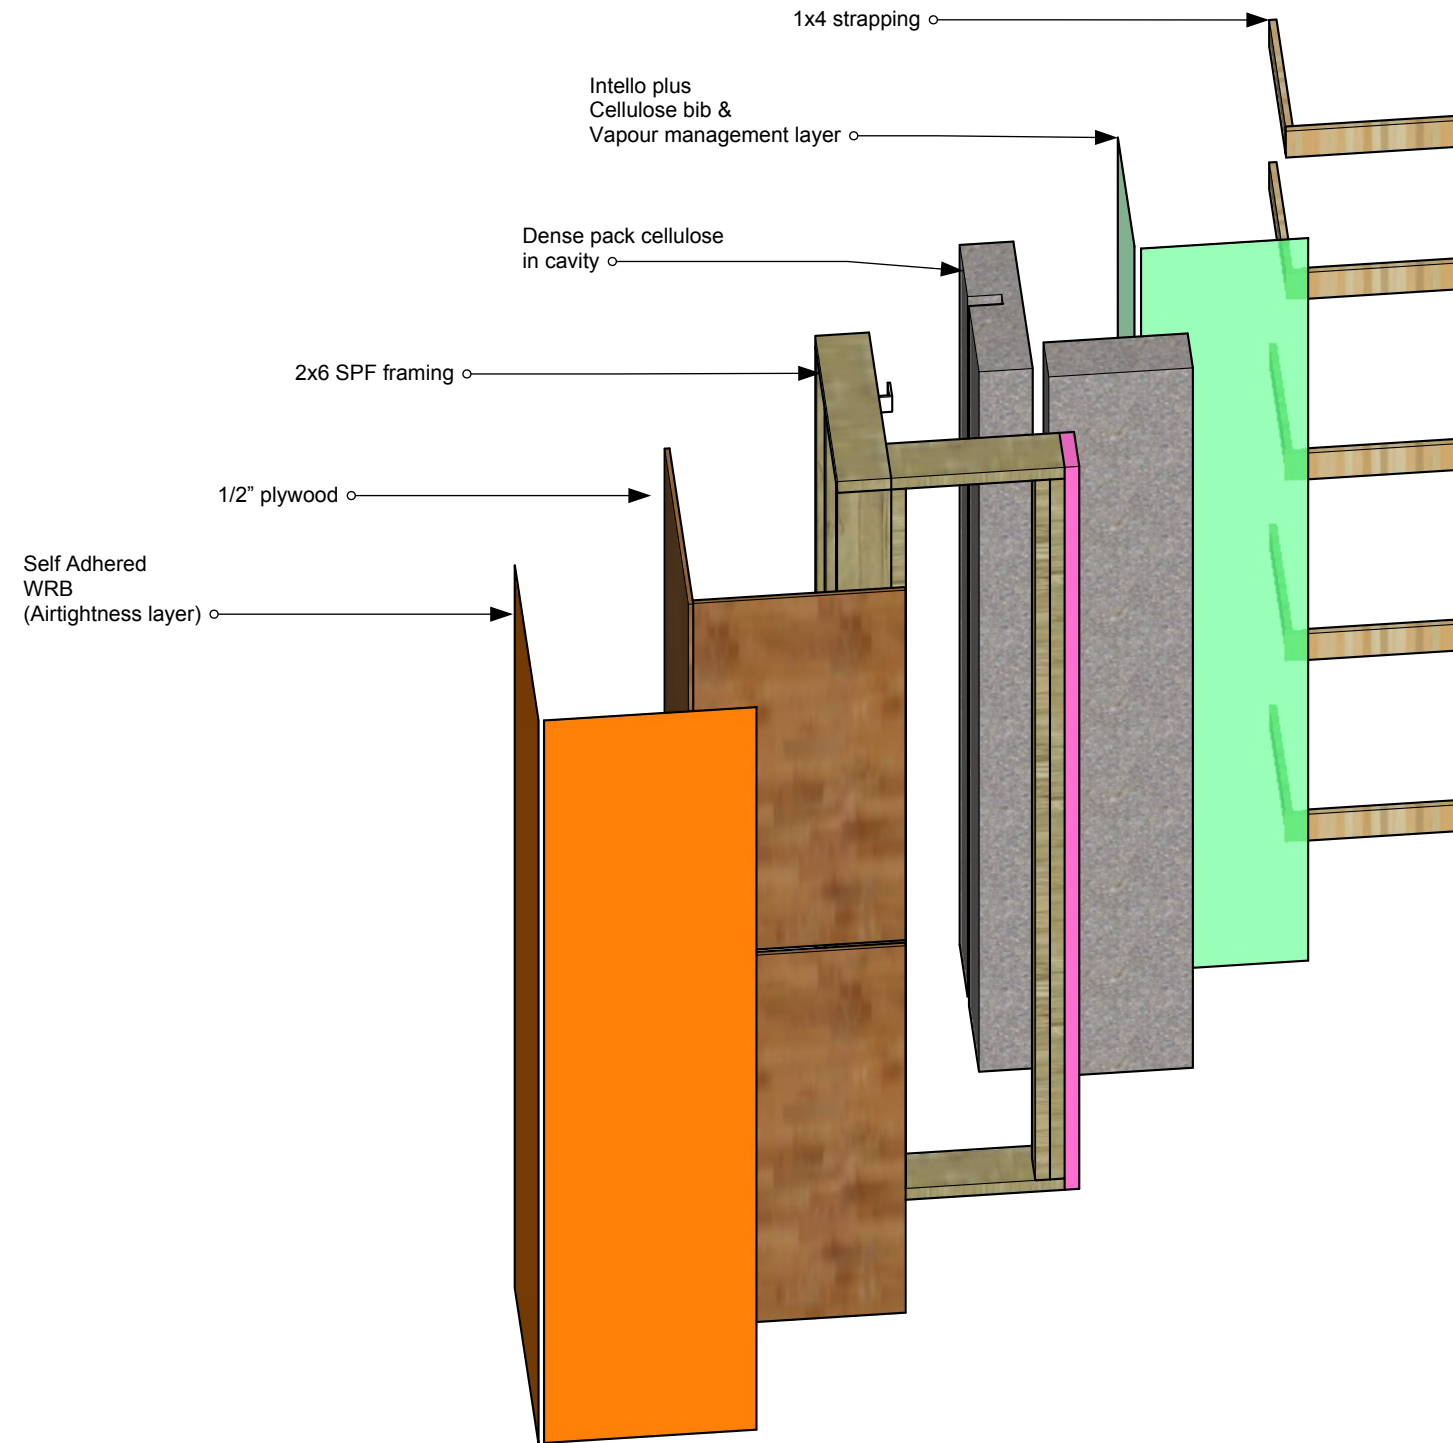 1x4 strapping
Intello plus
Cellulose bib &
Vapour management layer
Dense pack cellulose
in cavity
2x6 SPF framing
1/2” plywood
Self Adhered
WRB
(Airtightness layer)